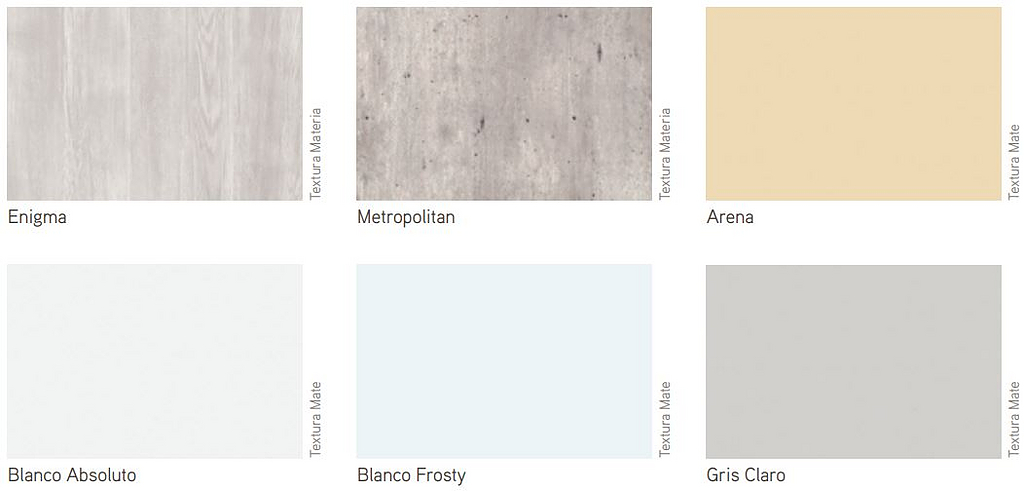 Textura Materia
Enigma
Textura Materia
Metropolitan
Textura Mate
Arena
Textura Mate
Blanco Absoluto
Textura Mate
Blanco Frosty
Textura Mate
Gris Claro